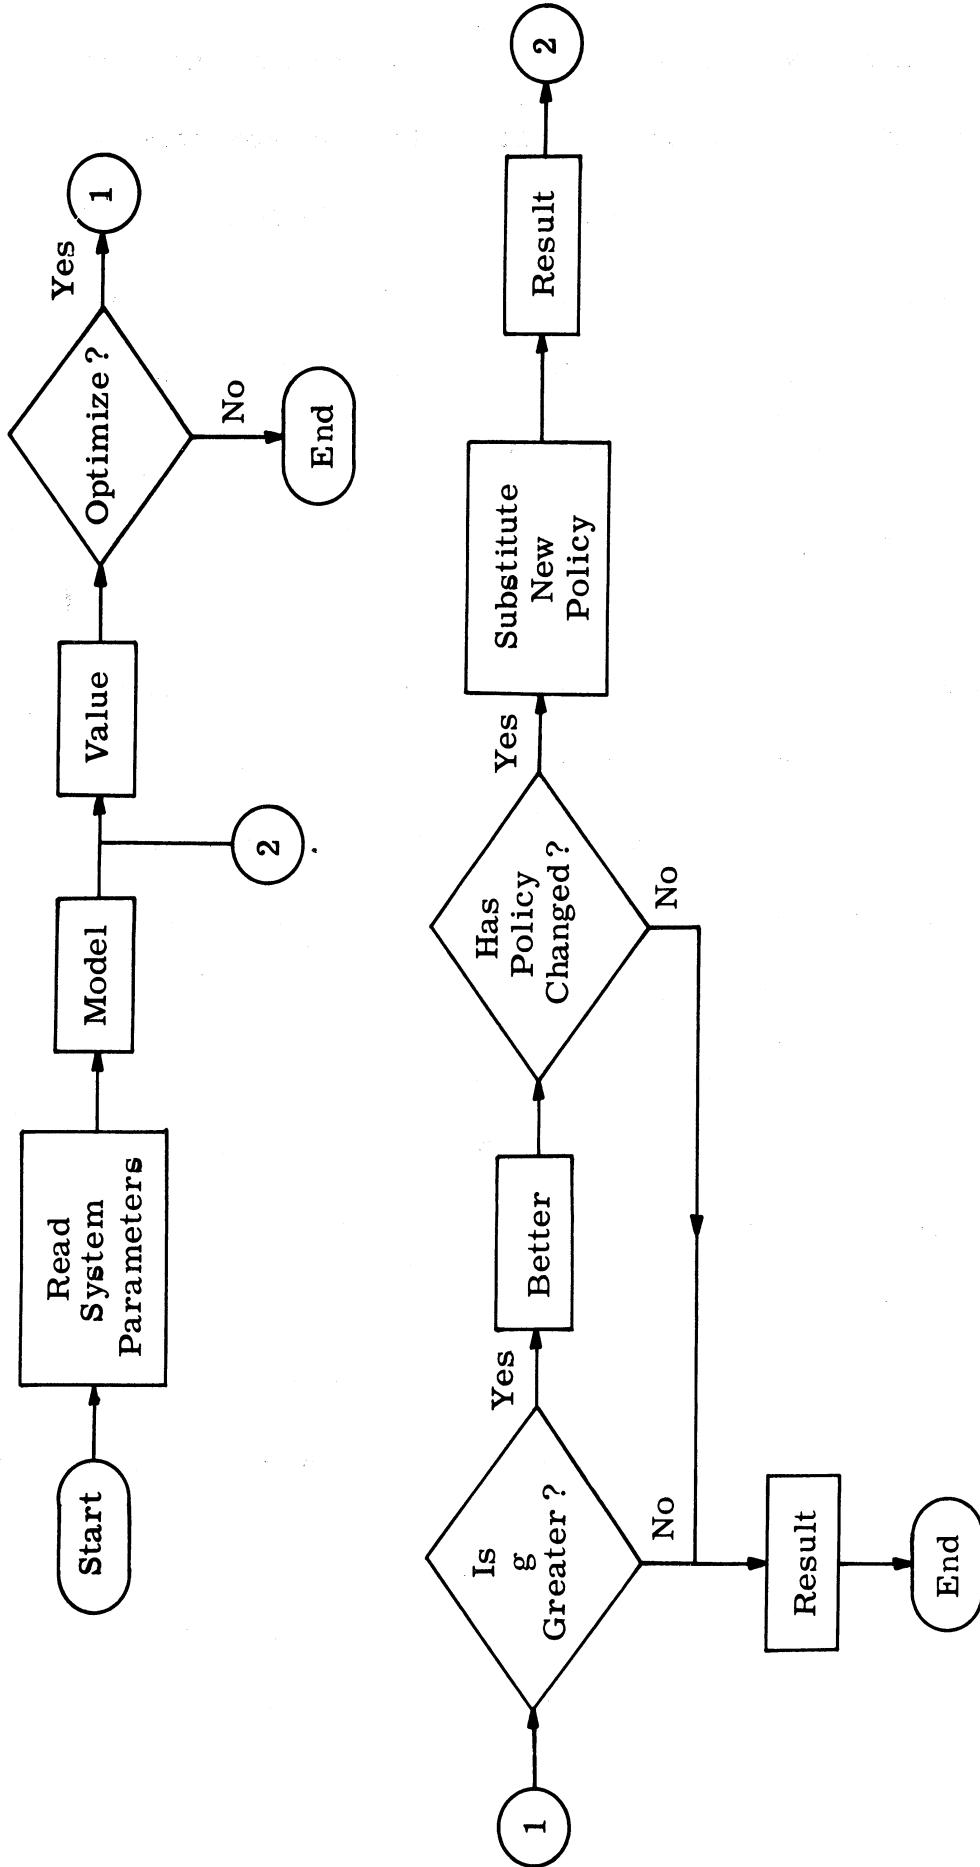 Start
Read
System
Parameters
Model
2
Value
Optimize?
Yes
1
No
End
1
Is
g
Greater?
Yes
No
Better
Has
Policy
Changed?
Yes
No
Substitute
New
Policy
Result
2
Result
End